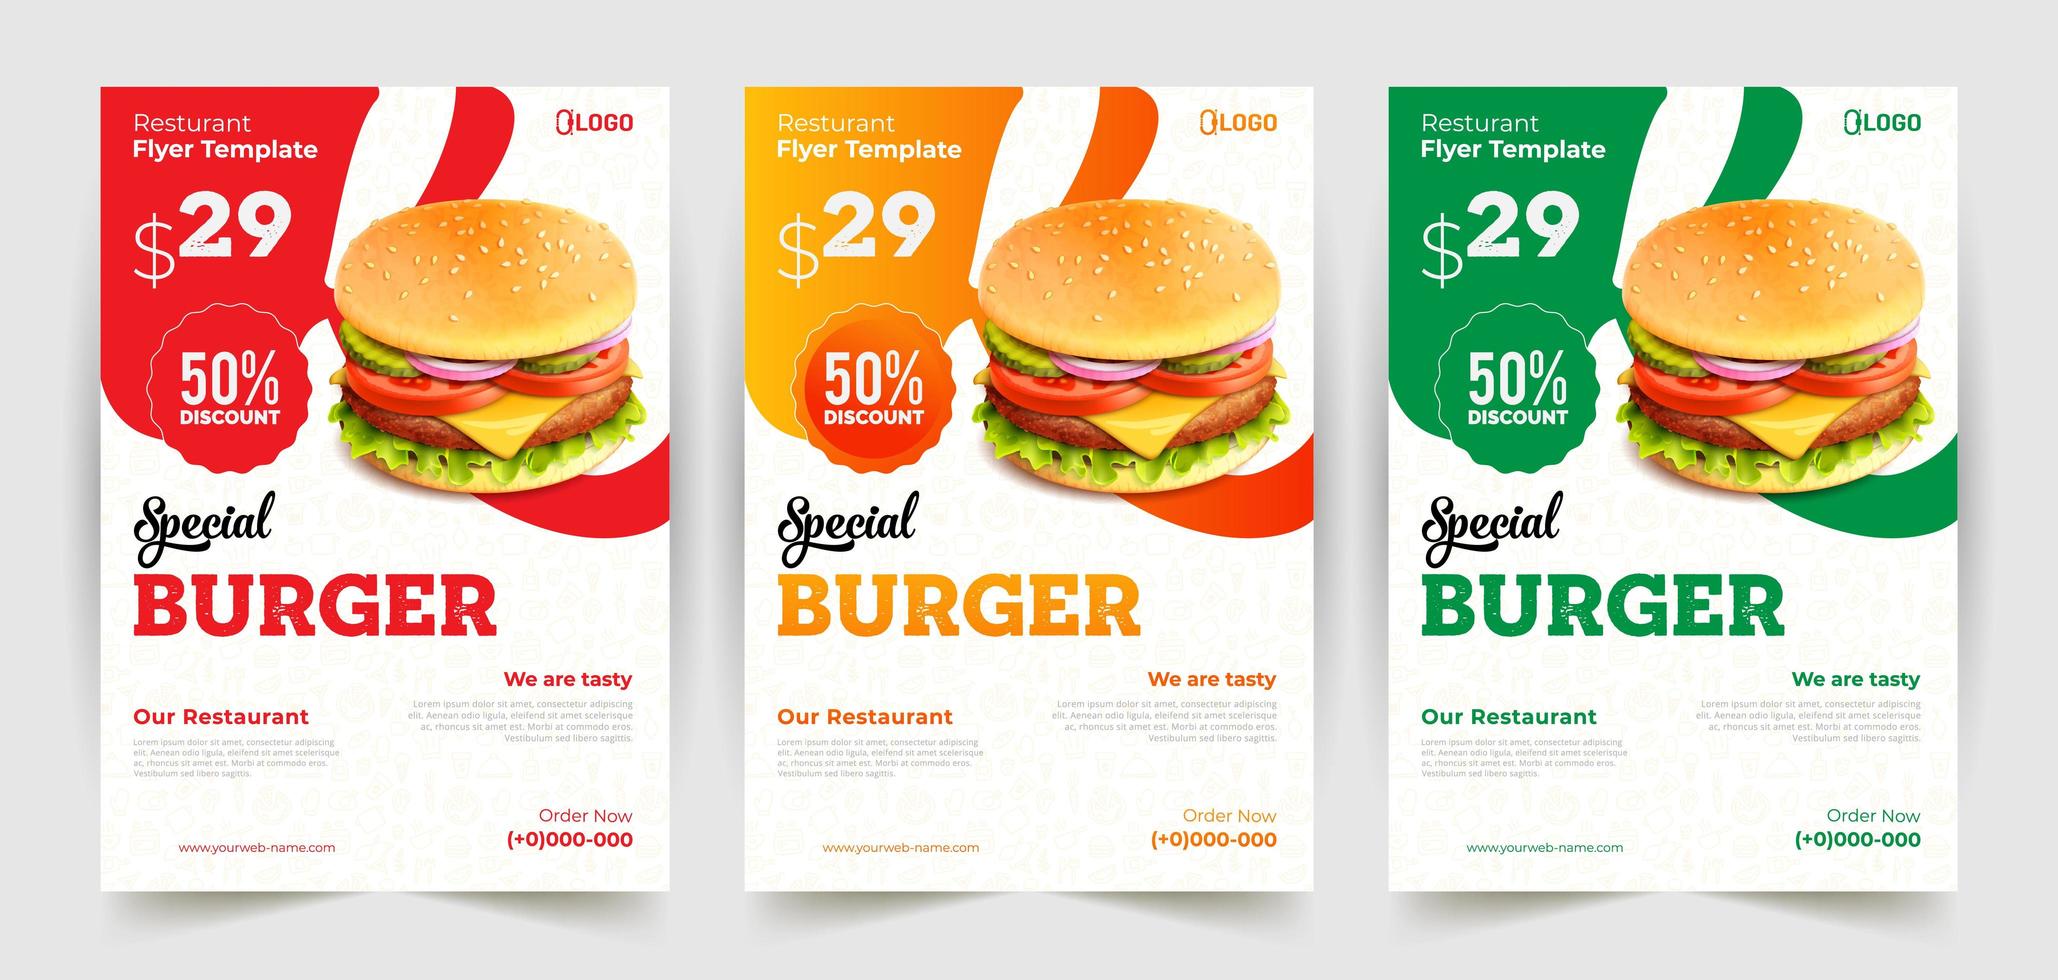 Resturant
Flyer Template
LOGO
$29
50%
DISCOUNT
Special
BURGER
We are tasty
Lorem ipsum dolor sit amet, consectetur adipiscing
elit. Aenean odio ligula, eleifend sit amet scelerisque
ac, rhoncus sit amet est. Morbi at commodo eros.
Vestibulum sed libero sagittis.
Our Restaurant
Lorem ipsum dolor sit amet, consectetur adipiscing
elit. Aenean odio ligula, eleifend sit amet scelerisque
ac, rhoncus sit amet est. Morbi at commodo eros.
Vestibulum sed libero sagittis.
Order Now
(+0)000-000
www.yourweb-name.com
Resturant
Flyer Template
LOGO
$29
50%
DISCOUNT
Special
BURGER
We are tasty
Lorem ipsum dolor sit amet, consectetur adipiscing
elit. Aenean odio ligula, eleifend sit amet scelerisque
ac, rhoncus sit amet est. Morbi at commodo eros.
Vestibulum sed libero sagittis.
Our Restaurant
Lorem ipsum dolor sit amet, consectetur adipiscing
elit. Aenean odio ligula, eleifend sit amet scelerisque
ac, rhoncus sit amet est. Morbi at commodo eros.
Vestibulum sed libero sagittis.
Order Now
(+0)000-000
www.yourweb-name.com
Resturant
Flyer Template
LOGO
$29
50%
DISCOUNT
Special
BURGER
We are tasty
Lorem ipsum dolor sit amet, consectetur adipiscing
elit. Aenean odio ligula, eleifend sit amet scelerisque
ac, rhoncus sit amet est. Morbi at commodo eros.
Vestibulum sed libero sagittis.
Our Restaurant
Lorem ipsum dolor sit amet, consectetur adipiscing
elit. Aenean odio ligula, eleifend sit amet scelerisque
ac, rhoncus sit amet est. Morbi at commodo eros.
Vestibulum sed libero sagittis.
Order Now
(+0)000-000
www.yourweb-name.com